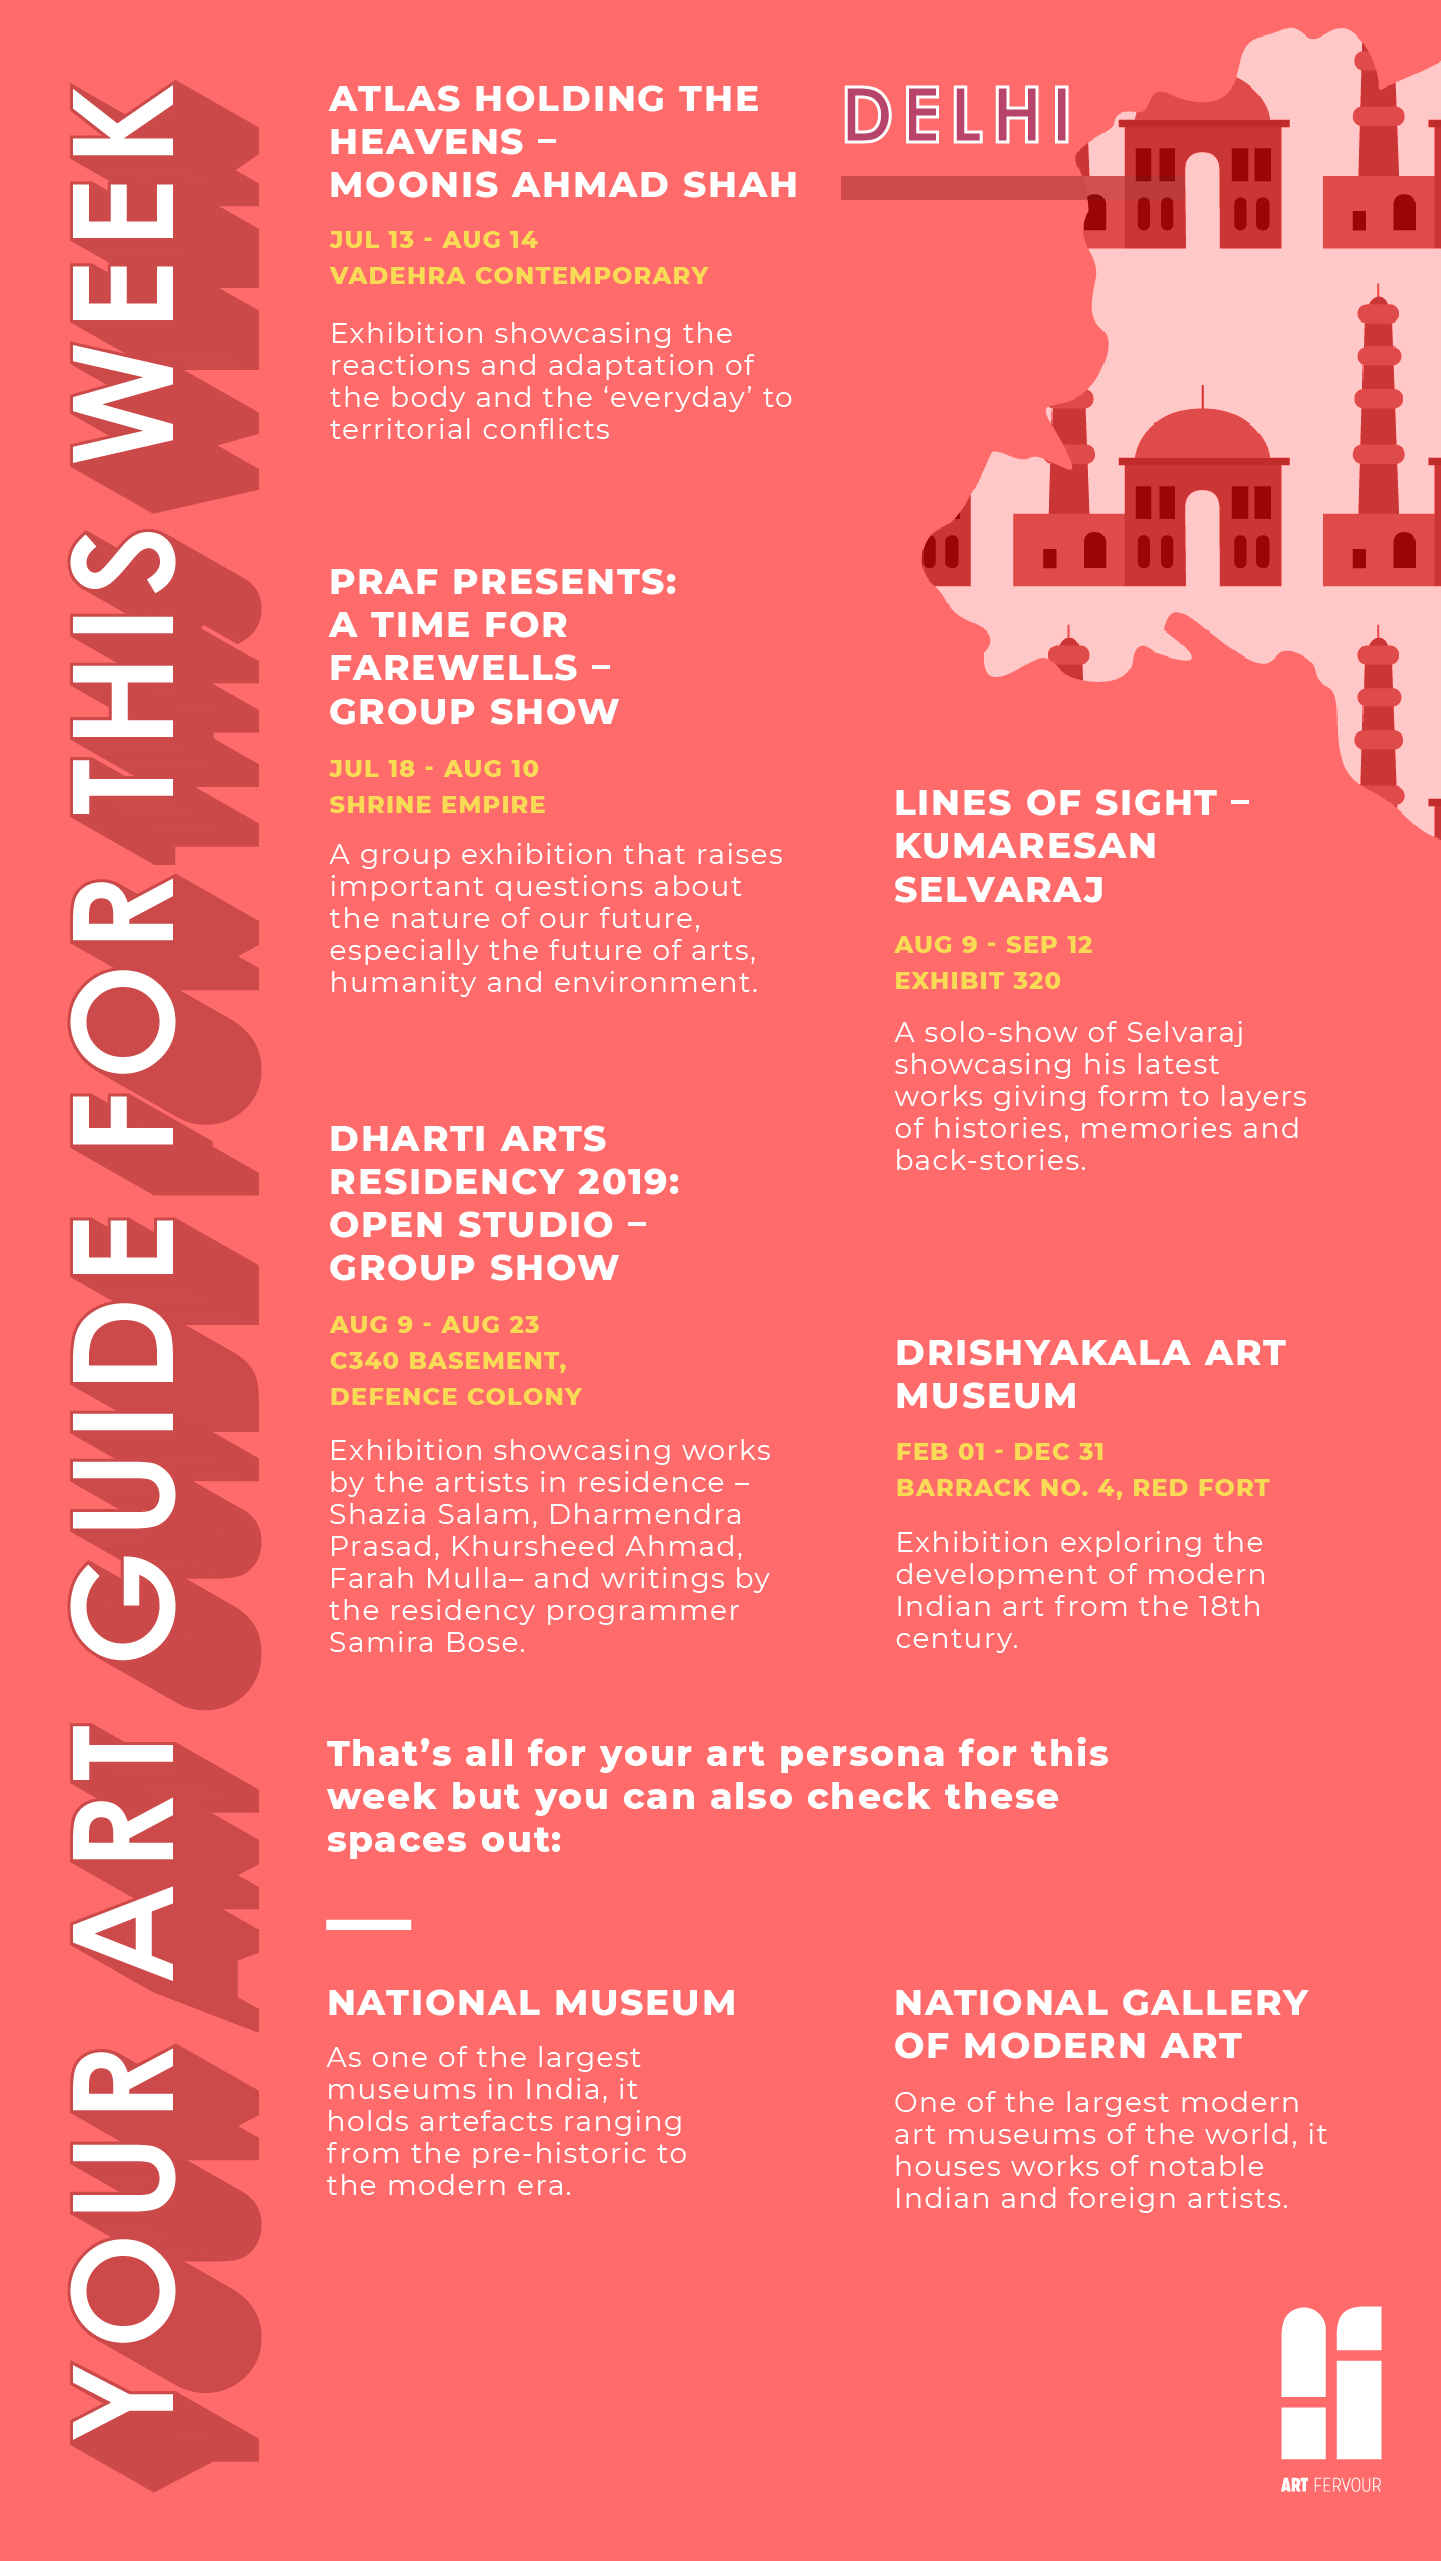 YOUR ART GUIDE FOR THIS WEEK
DELHI
ATLAS HOLDING THE
HEAVENS –
MOONIS AHMAD SHAH
JUL 13 - AUG 14
VADEHRA CONTEMPORARY
Exhibition showcasing the
reactions and adaptation of
the body and the ‘everyday’ to
territorial conflicts
PRAF PRESENTS:
A TIME FOR
FAREWELLS –
GROUP SHOW
JUL 18 - AUG 10
SHRINE EMPIRE
A group exhibition that raises
important questions about
the nature of our future,
especially the future of arts,
humanity and environment.
DHARTI ARTS
RESIDENCY 2019:
OPEN STUDIO –
GROUP SHOW
AUG 9 - AUG 23
C340 BASEMENT,
DEFENCE COLONY
Exhibition showcasing works
by the artists in residence –
Shazia Salam, Dharmendra
Prasad, Khursheed Ahmad,
Farah Mulla– and writings by
the residency programmer
Samira Bose.
LINES OF SIGHT –
KUMARESAN
SELVARAJ
AUG 9 - SEP 12
EXHIBIT 320
A solo-show of Selvaraj
showcasing his latest
works giving form to layers
of histories, memories and
back-stories.
DRISHYAKALA ART
MUSEUM
FEB 01 - DEC 31
BARRACK NO. 4, RED FORT
Exhibition exploring the
development of modern
Indian art from the 18th
century.
That’s all for your art persona for this
week but you can also check these
spaces out:
NATIONAL MUSEUM
As one of the largest
museums in India, it
holds artefacts ranging
from the pre-historic to
the modern era.
NATIONAL GALLERY
OF MODERN ART
One of the largest modern
art museums of the world, it
houses works of notable
Indian and foreign artists.
ART FERVOUR